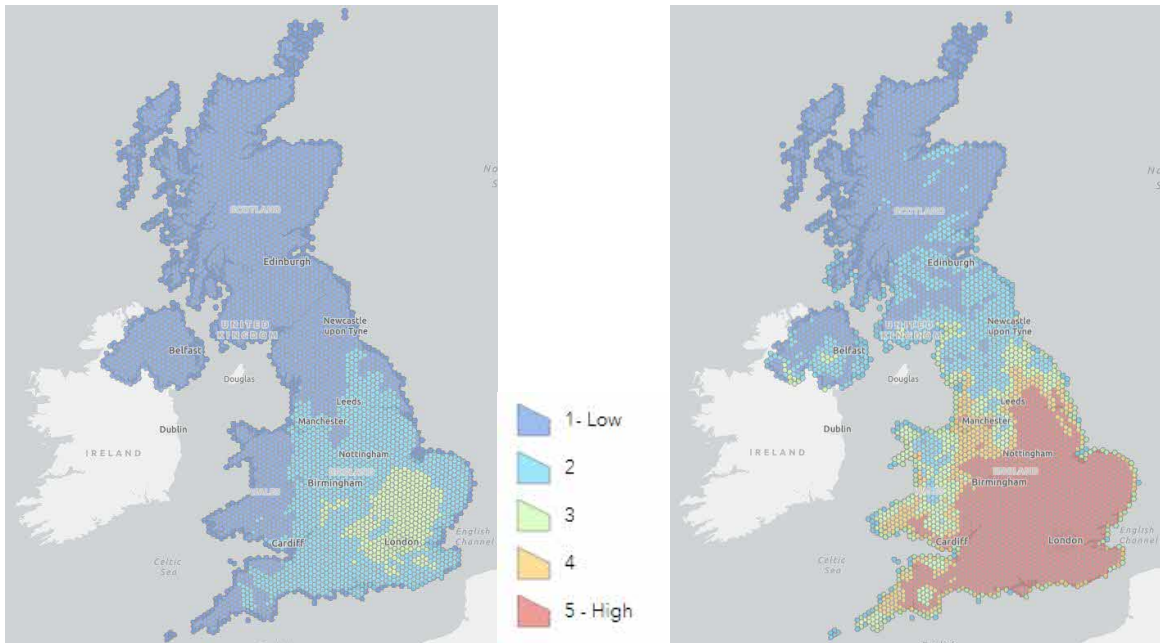 No
S
SCOTLAND
Edinburgh
UNITED
KINGDOM
Newcastle
upon Tyne
Belfast
Douglas
Leeds
Manchester
Dublin
IRELAND
Nottingham
ENGLAND
Birmingham
WALES
Cardiff
London
English
Channel
Celtic
Sea
1- Low
2
3
4
5 - High
No
S
SCOTLAND
Edinburgh
UNITED
KINGDOM
Newcastle
upon Tyne
Belfast
Douglas
Leeds
Manchester
Dublin
IRELAND
Nottingham
ENGLAND
Birmingham
Cardiff
London
English
Channel
Celtic
Sea